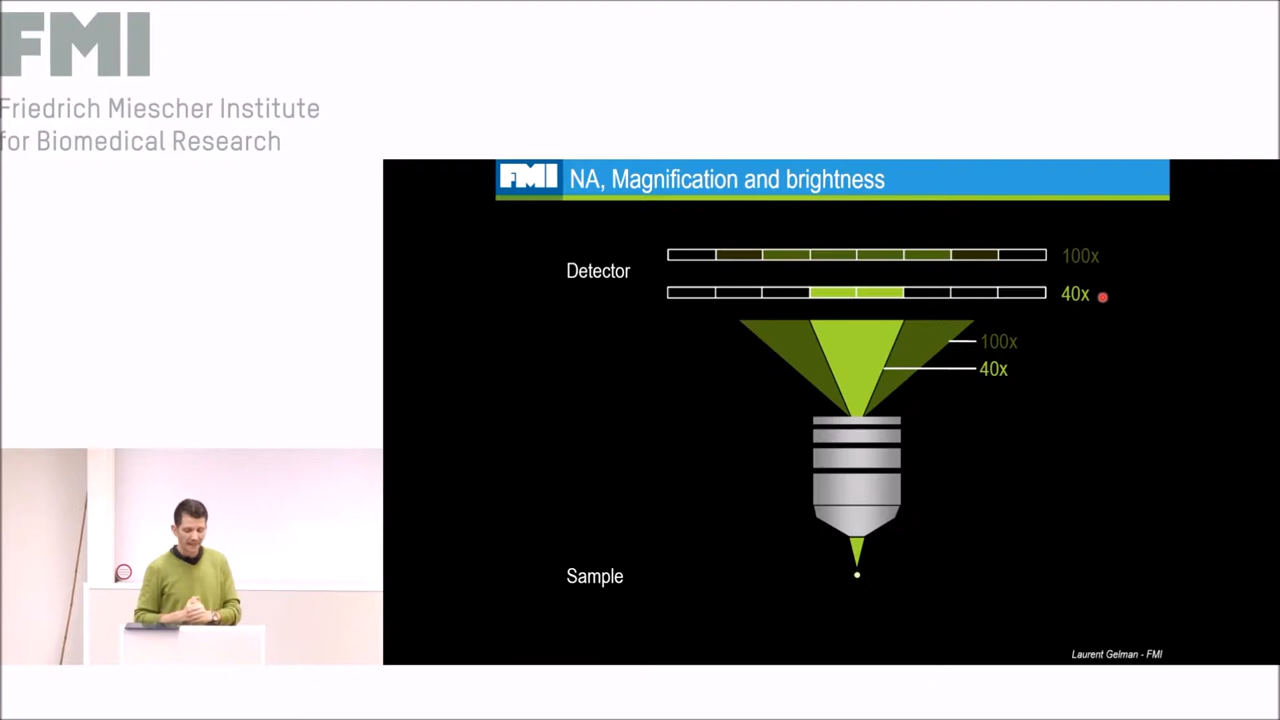 FMI
Friedrich Miescher Institute
for Biomedical Research
FMI NA, Magnification and brightness
Detector
100x
40x
100x
40x
Sample
Laurent Gelman - FMI